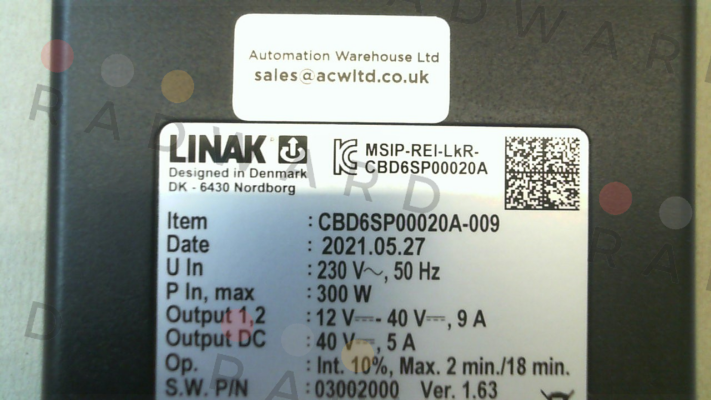 Automation Warehouse Ltd
sales@acwltd.co.uk
LINAK
Designed in Denmark
DK - 6430 Nordborg
MSIP-REI-LkR-
CBD6SP00020A
Item : CBD6SP00020A-009
Date : 2021.05.27
U In : 230 V~, 50 Hz
P In, max : 300 W
Output 1,2 : 12 V⎓- 40 V⎓, 9 A
Output DC : 40 V⎓, 5 A
Op. : Int. 10%, Max. 2 min./18 min.
S.W. P/N : 03002000 Ver. 1.63
RADWARD